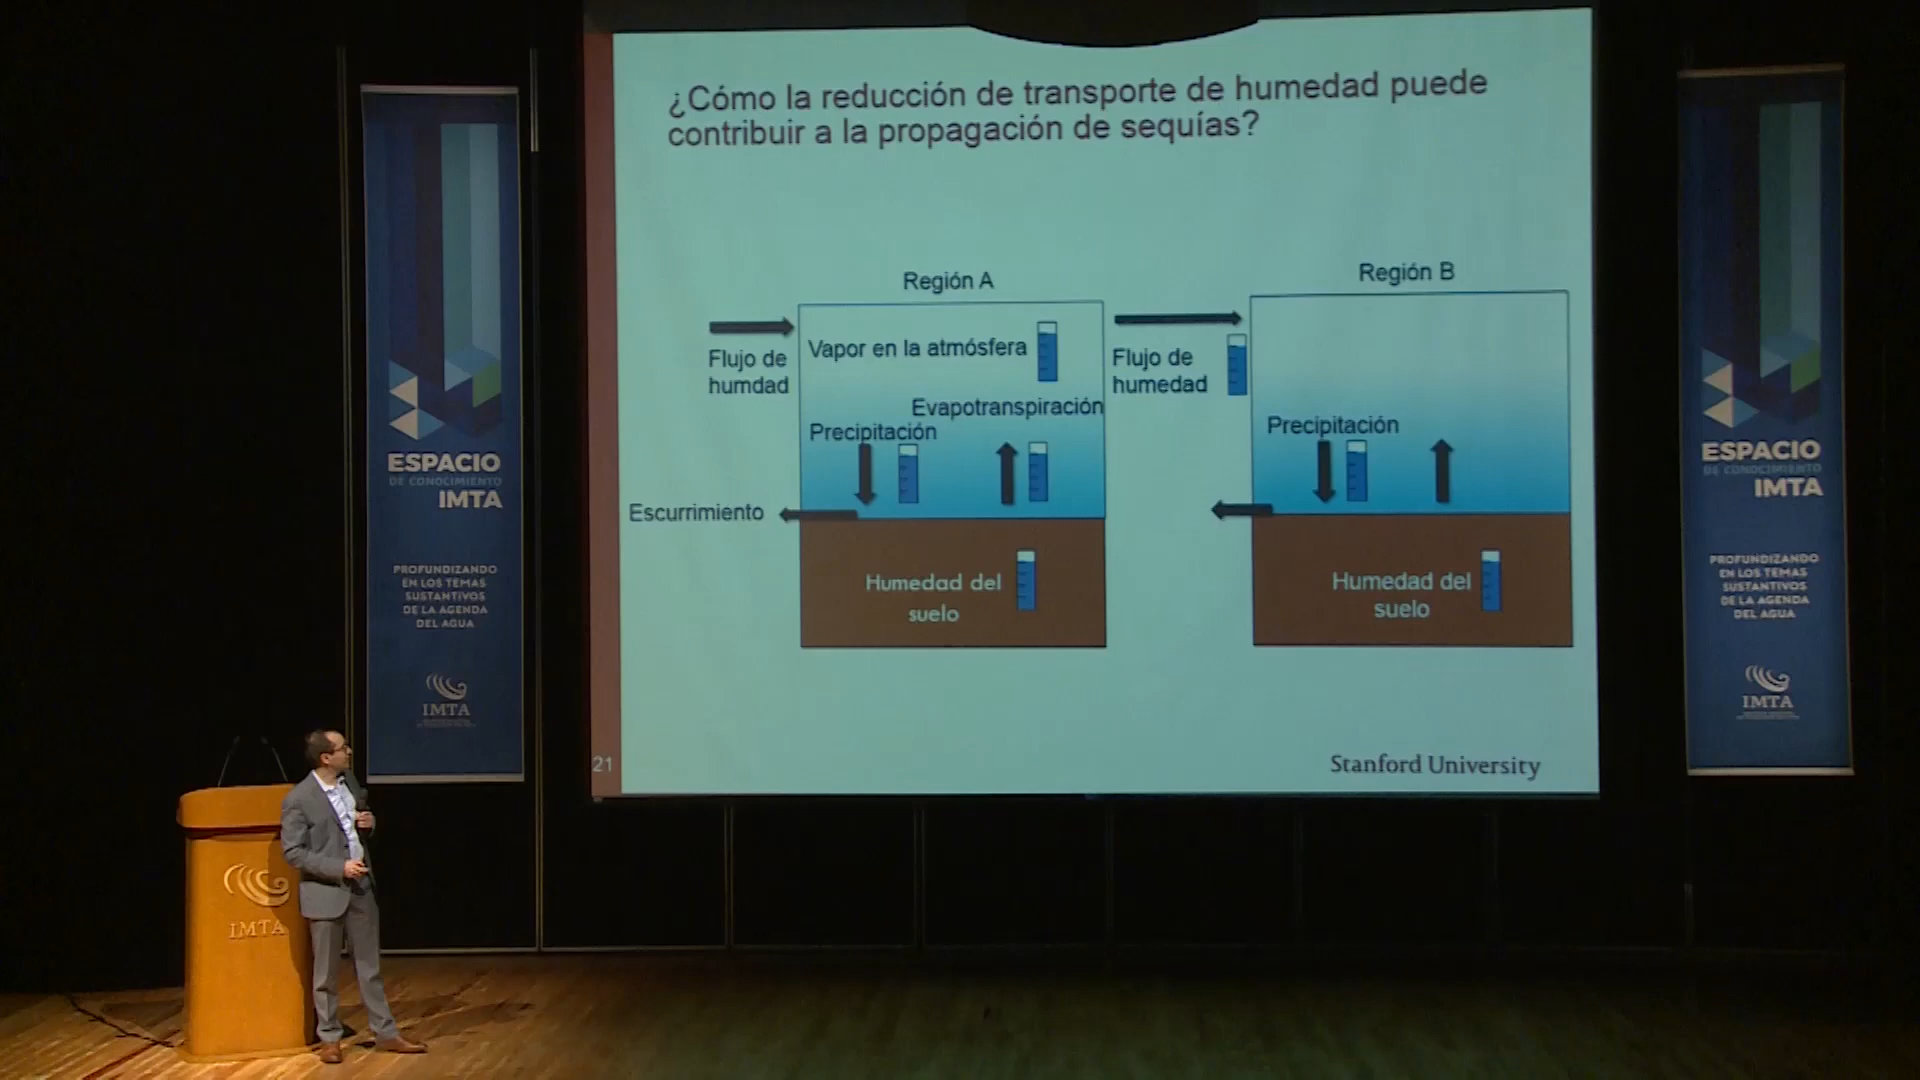 ¿Cómo la reducción de transporte de humedad puede
contribuir a la propagación de sequías?
Región A
Región B
Flujo de
humdad
Vapor en la atmósfera
Flujo de
humedad
Evapotranspiración
Precipitación
Precipitación
Escurrimiento
Humedad del
suelo
Humedad del
suelo
21
Stanford University
ESPACIO
DE CONOCIMIENTO
IMTA
PROFUNDIZANDO
EN LOS TEMAS
SUSTANTIVOS
DE LA AGENDA
DEL AGUA
IMTA
ESPACIO
DE CONOCIMIENTO
IMTA
PROFUNDIZANDO
EN LOS TEMAS
SUSTANTIVOS
DE LA AGENDA
DEL AGUA
IMTA
IMTA